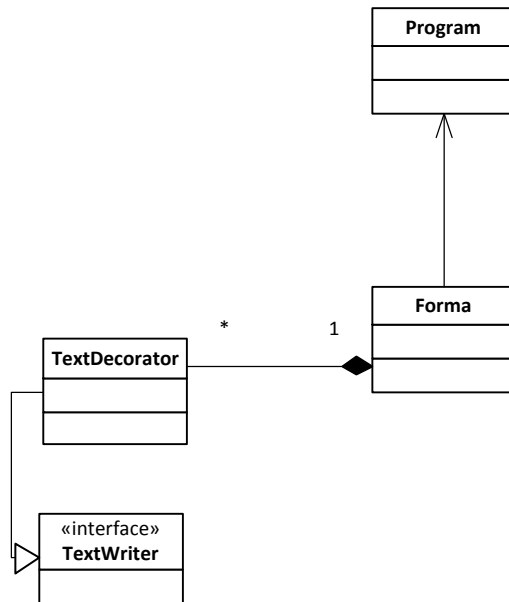 Program
Forma
* 1
TextDecorator
«interface»
TextWriter